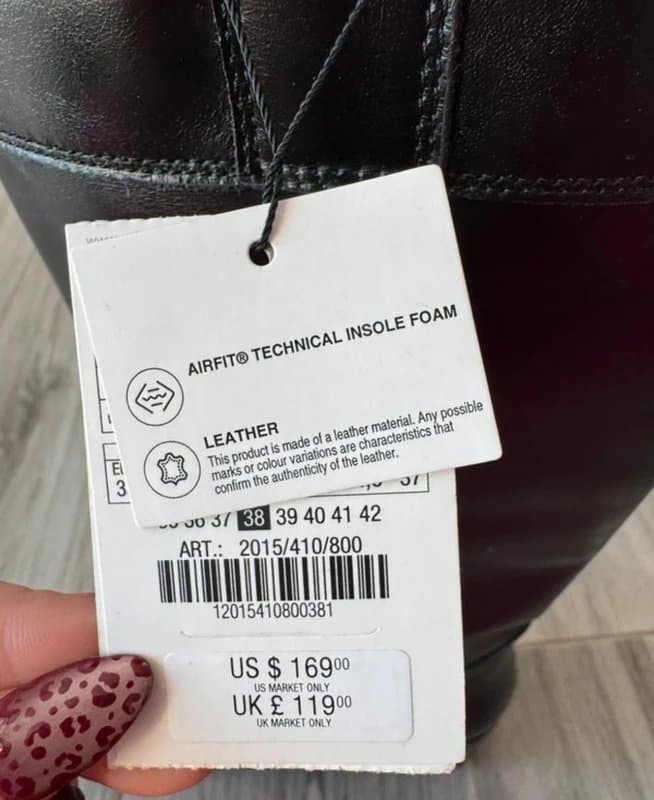 AIRFIT® TECHNICAL INSOLE FOAM
LEATHER
This product is made of a leather material. Any possible
marks or colour variations are characteristics that
confirm the authenticity of the leather.
37
36 37 38 39 40 41 42
ART.: 2015/410/800
12015410800381
US $ 16900
US MARKET ONLY
UK £ 11900
UK MARKET ONLY